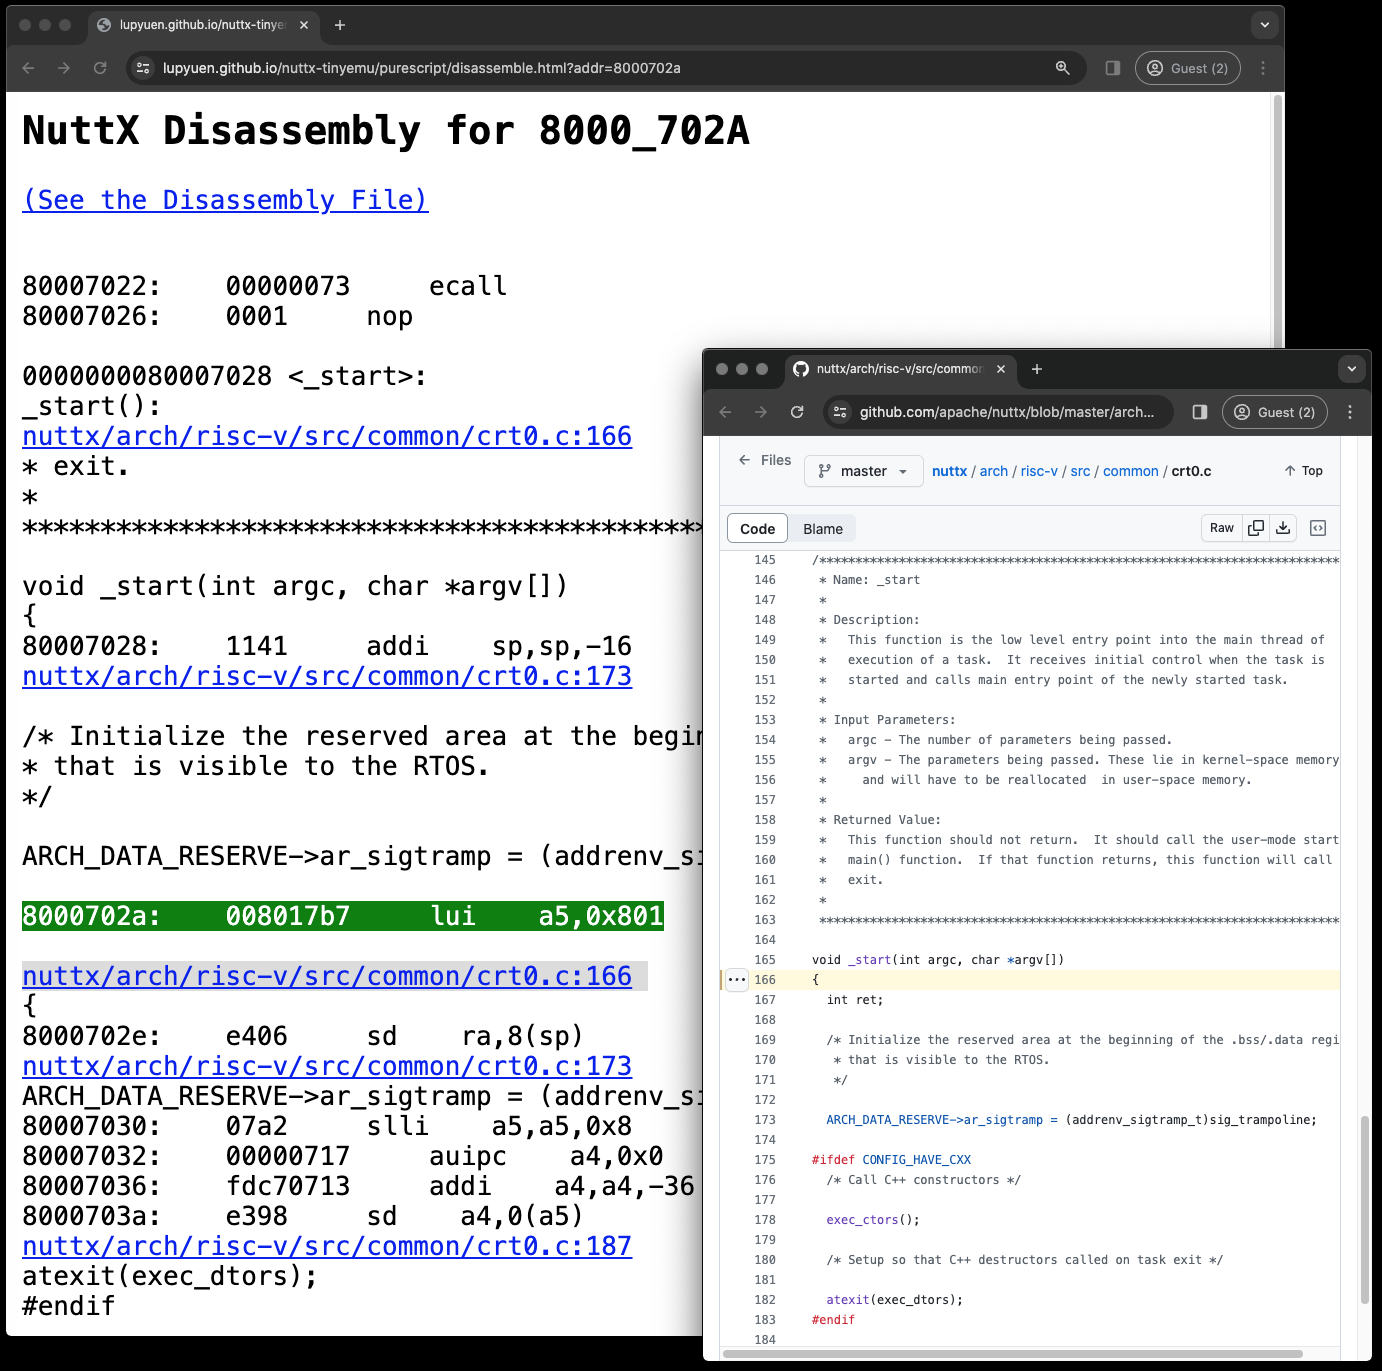 lupyuen.github.io/nuttx-tinye
lupyuen.github.io/nuttx-tinyemu/purescript/disassemble.html?addr=8000702a
Guest (2)
NuttX Disassembly for 8000_702A
(See the Disassembly File)
80007022: 00000073 ecall
80007026: 0001 nop
0000000080007028 <_start>:
_start():
nuttx/arch/risc-v/src/common/crt0.c:166
* exit.
*
********************************************
void _start(int argc, char *argv[])
{
80007028: 1141 addi sp,sp,-16
nuttx/arch/risc-v/src/common/crt0.c:173
/* Initialize the reserved area at the begin
* that is visible to the RTOS.
*/
ARCH_DATA_RESERVE->ar_sigtramp = (addrenv_si
8000702a: 008017b7 lui a5,0x801
nuttx/arch/risc-v/src/common/crt0.c:166
{
8000702e: e406 sd ra,8(sp)
nuttx/arch/risc-v/src/common/crt0.c:173
ARCH_DATA_RESERVE->ar_sigtramp = (addrenv_si
80007030: 07a2 slli a5,a5,0x8
80007032: 00000717 auipc a4,0x0
80007036: fdc70713 addi a4,a4,-36
8000703a: e398 sd a4,0(a5)
nuttx/arch/risc-v/src/common/crt0.c:187
atexit(exec_dtors);
#endif
nuttx/arch/risc-v/src/common
github.com/apache/nuttx/blob/master/arch...
Guest (2)
Files
master
nuttx / arch / risc-v / src / common / crt0.c
Top
Code Blame
Raw
145 /************************************************************************
146 * Name: _start
147 *
148 * Description:
149 *   This function is the low level entry point into the main thread of
150 *   execution of a task.  It receives initial control when the task is
151 *   started and calls main entry point of the newly started task.
152 *
153 * Input Parameters:
154 *   argc - The number of parameters being passed.
155 *   argv - The parameters being passed. These lie in kernel-space memory
156 *     and will have to be reallocated  in user-space memory.
157 *
158 * Returned Value:
159 *   This function should not return.  It should call the user-mode start
160 *   main() function.  If that function returns, this function will call
161 *   exit.
162 *
163 ************************************************************************
164
165 void _start(int argc, char *argv[])
166 {
167   int ret;
168
169   /* Initialize the reserved area at the beginning of the .bss/.data regi
170    * that is visible to the RTOS.
171    */
172
173   ARCH_DATA_RESERVE->ar_sigtramp = (addrenv_sigtramp_t)sig_trampoline;
174
175 #ifdef CONFIG_HAVE_CXX
176   /* Call C++ constructors */
177
178   exec_ctors();
179
180   /* Setup so that C++ destructors called on task exit */
181
182   atexit(exec_dtors);
183 #endif
184